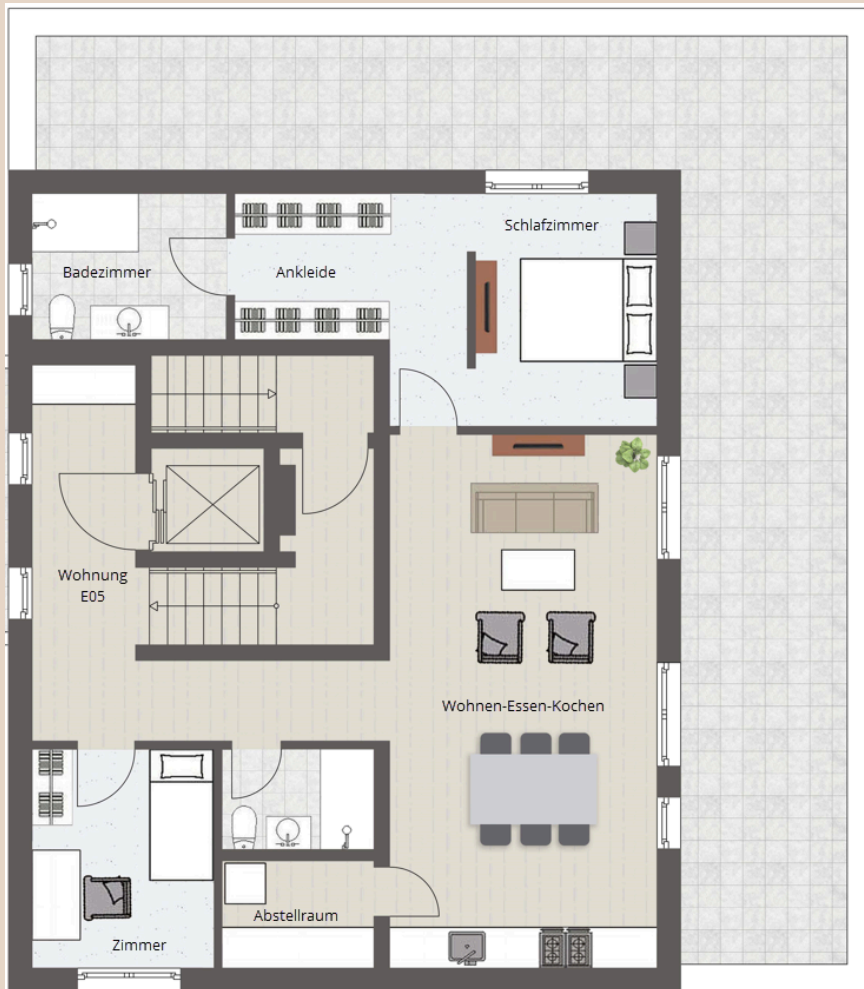 Schlafzimmer
Badezimmer
Ankleide
Wohnung
E05
Wohnen-Essen-Kochen
Abstellraum
Zimmer